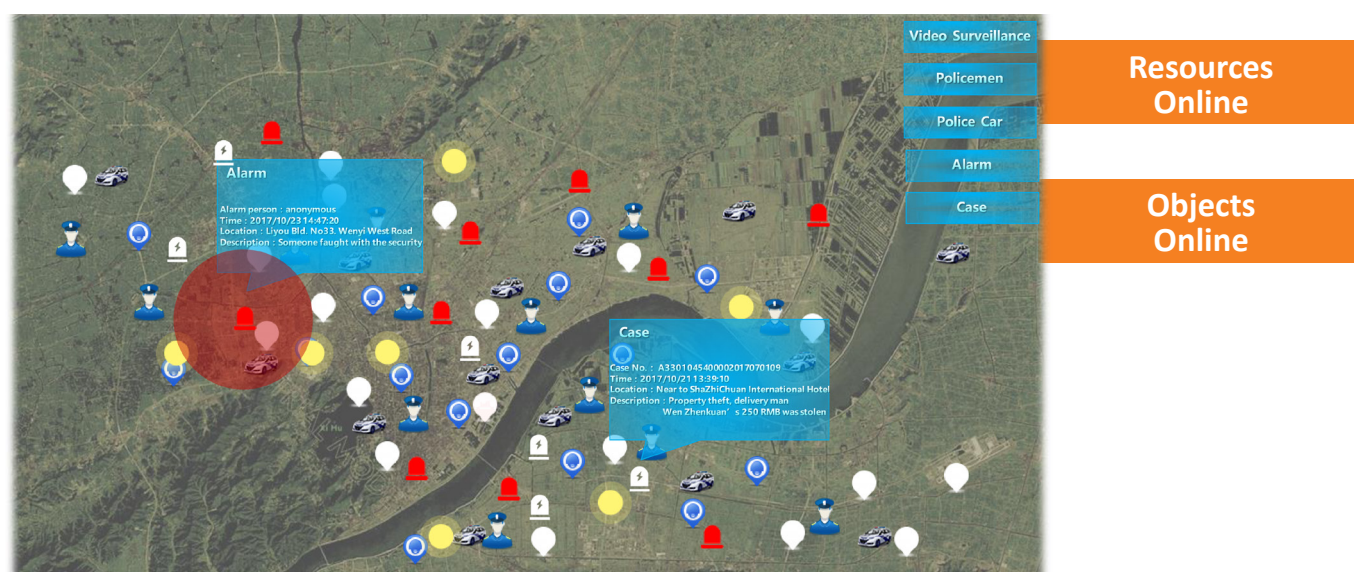 Video Surveillance
Policemen
Police Car
Alarm
Case
Resources
Online
Objects
Online
Alarm
Alarm person : anonymous
Time : 2017/10/23 14:47:20
Location : Liyou Bld. No33. Wenyi West Road
Description : Someone faught with the security
Case
Case No. : A3301045400002017070109
Time : 2017/10/21 13:39:10
Location : Near to ShaZhiChuan International Hotel
Description : Property theft, delivery man
Wen Zhenkuan's 250 RMB was stolen
Xi Hu